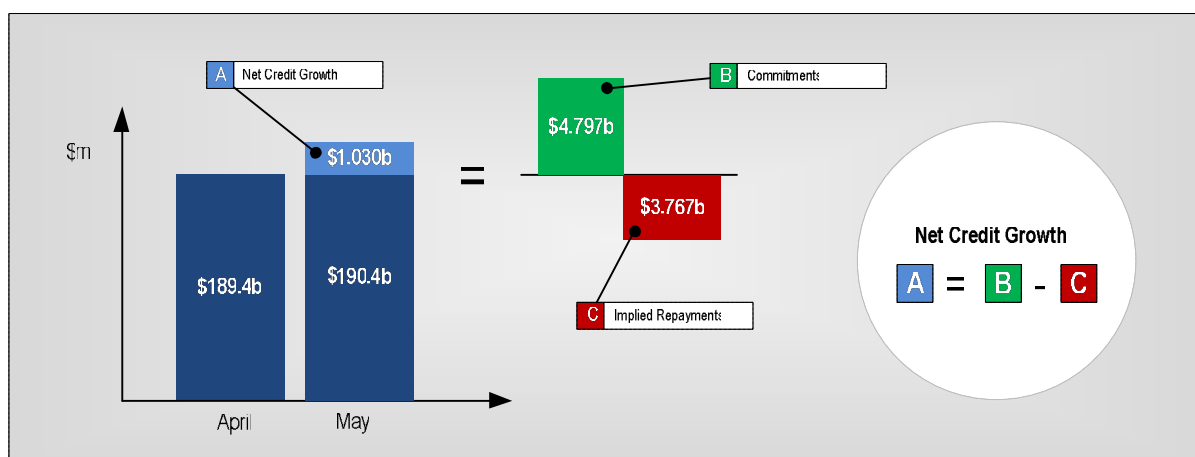 A Net Credit Growth
B Commitments
$m
$4.797b
$1.030b
=
$3.767b
Net Credit Growth
$189.4b
$190.4b
A = B - C
C Implied Repayments
April
May